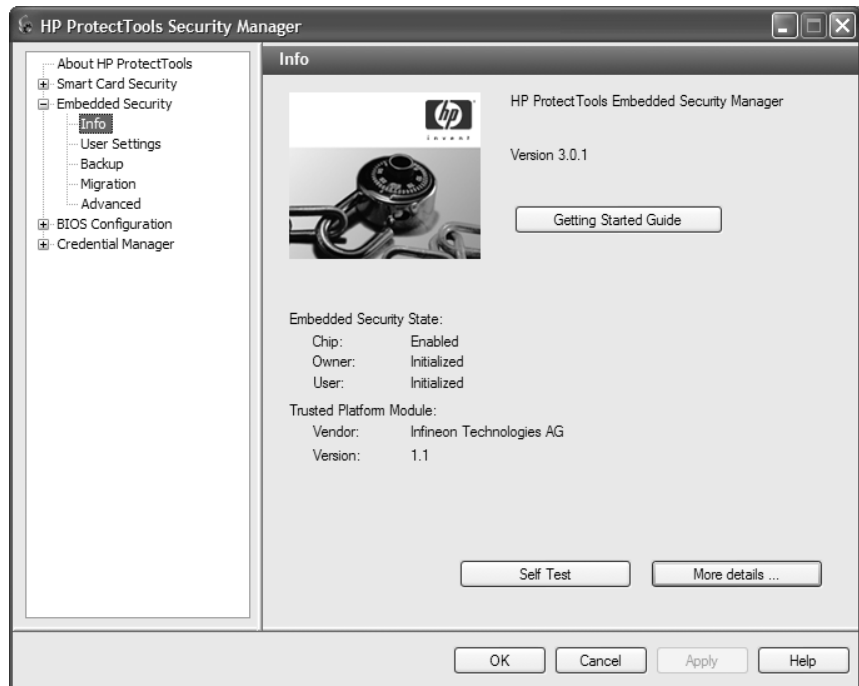 HP ProtectTools Security Manager
About HP ProtectTools
Smart Card Security
Embedded Security
Info
User Settings
Backup
Migration
Advanced
BIOS Configuration
Credential Manager
Info
hp
invent
HP ProtectTools Embedded Security Manager
Version 3.0.1
Getting Started Guide
Embedded Security State:
Chip: Enabled
Owner: Initialized
User: Initialized
Trusted Platform Module:
Vendor: Infineon Technologies AG
Version: 1.1
Self Test
More details ...
OK
Cancel
Apply
Help